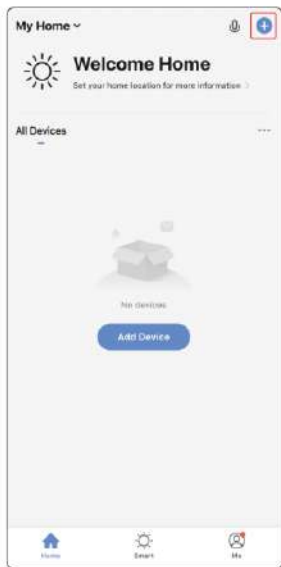 My Home
Welcome Home
Set your home location for more information
All Devices
...
No devices
Add Device
Home
Smart
Me